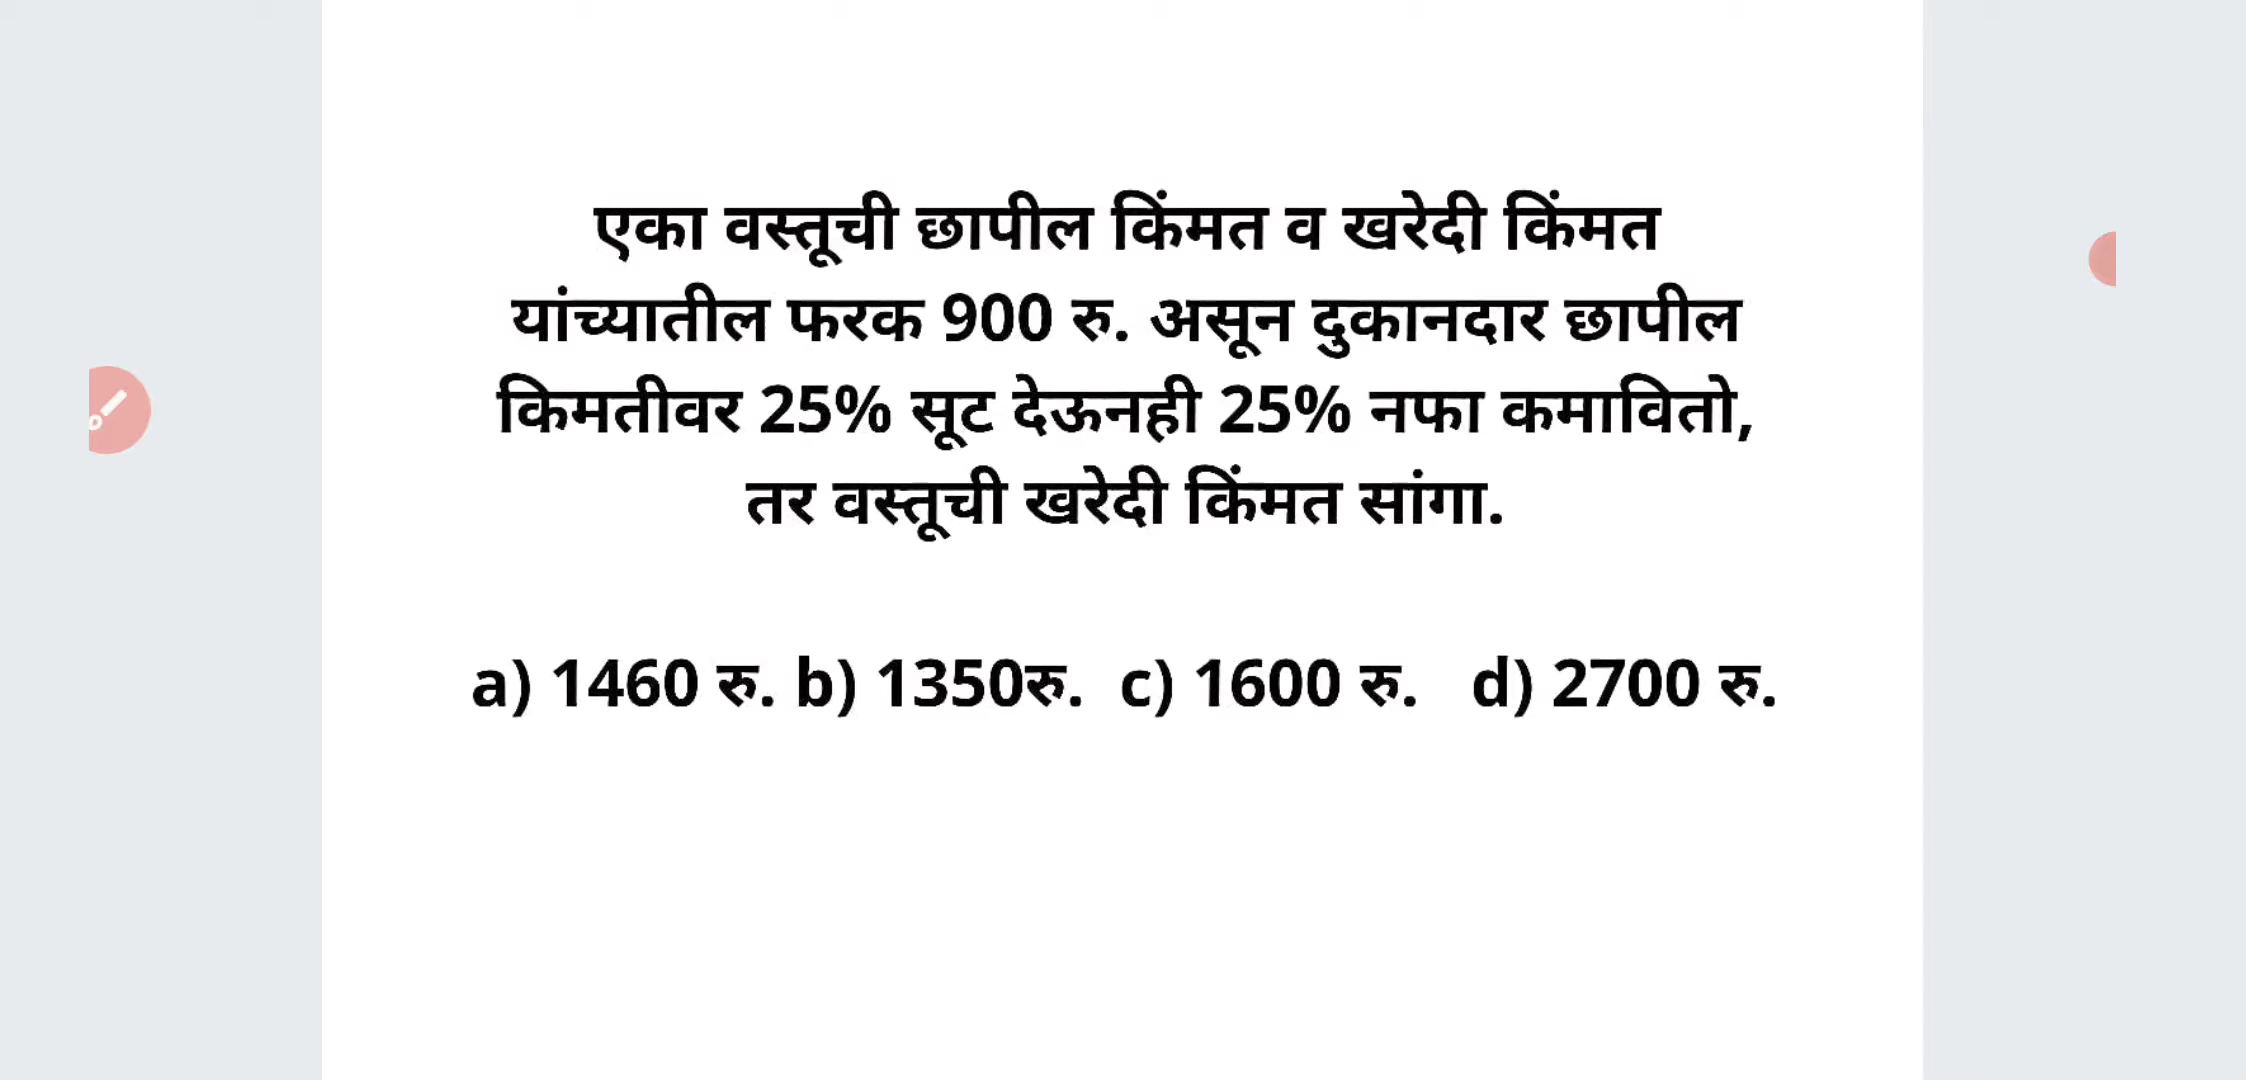 एका वस्तूची छापील किंमत व खरेदी किंमत
यांच्यातील फरक 900 रु. असून दुकानदार छापील
किमतीवर 25% सूट देऊनही 25% नफा कमावितो,
तर वस्तूची खरेदी किंमत सांगा.
a) 1460 रु. b) 1350रु. c) 1600 रु. d) 2700 रु.